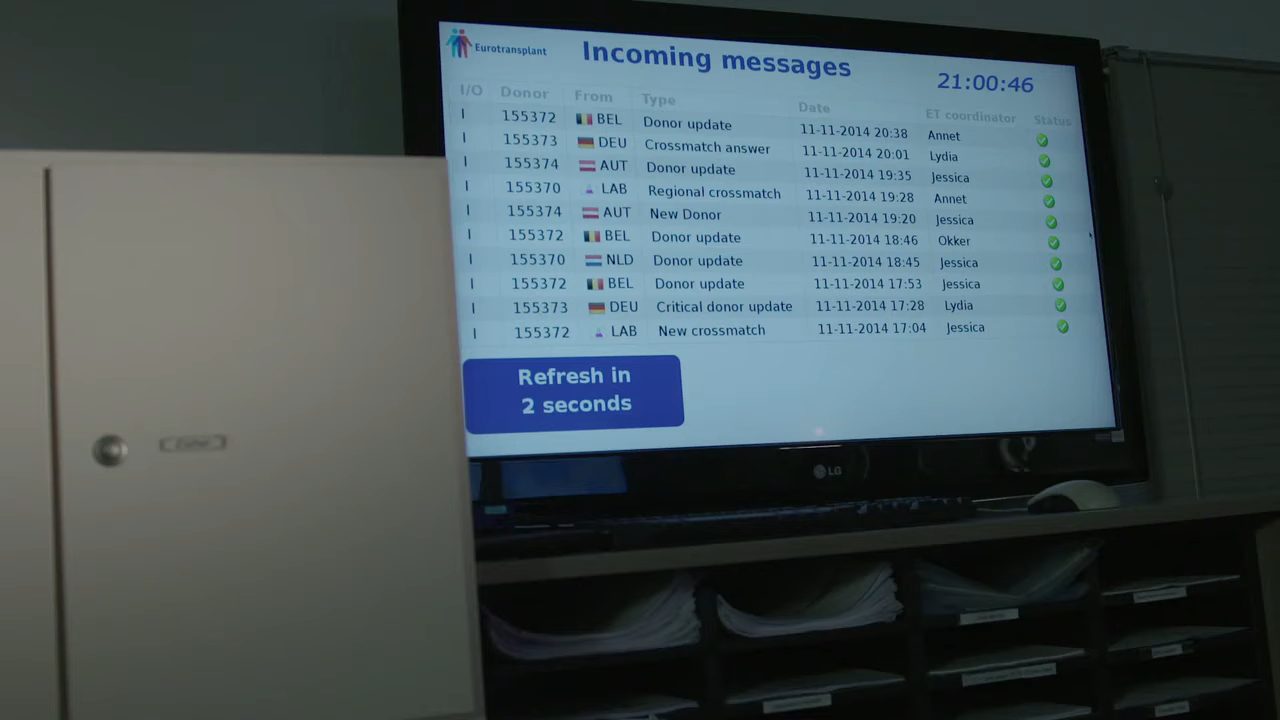 Eurotransplant
Incoming messages
21:00:46
I/O Donor From Type Date ET coordinator Status
I 155372 BEL Donor update 11-11-2014 20:38 Annet
I 155373 DEU Crossmatch answer 11-11-2014 20:01 Lydia
I 155374 AUT Donor update 11-11-2014 19:35 Jessica
I 155370 LAB Regional crossmatch 11-11-2014 19:28 Annet
I 155374 AUT New Donor 11-11-2014 19:20 Jessica
I 155372 BEL Donor update 11-11-2014 18:46 Okker
I 155370 NLD Donor update 11-11-2014 18:45 Jessica
I 155372 BEL Donor update 11-11-2014 17:53 Jessica
I 155373 DEU Critical donor update 11-11-2014 17:28 Lydia
I 155372 LAB New crossmatch 11-11-2014 17:04 Jessica
Refresh in
2 seconds
LG